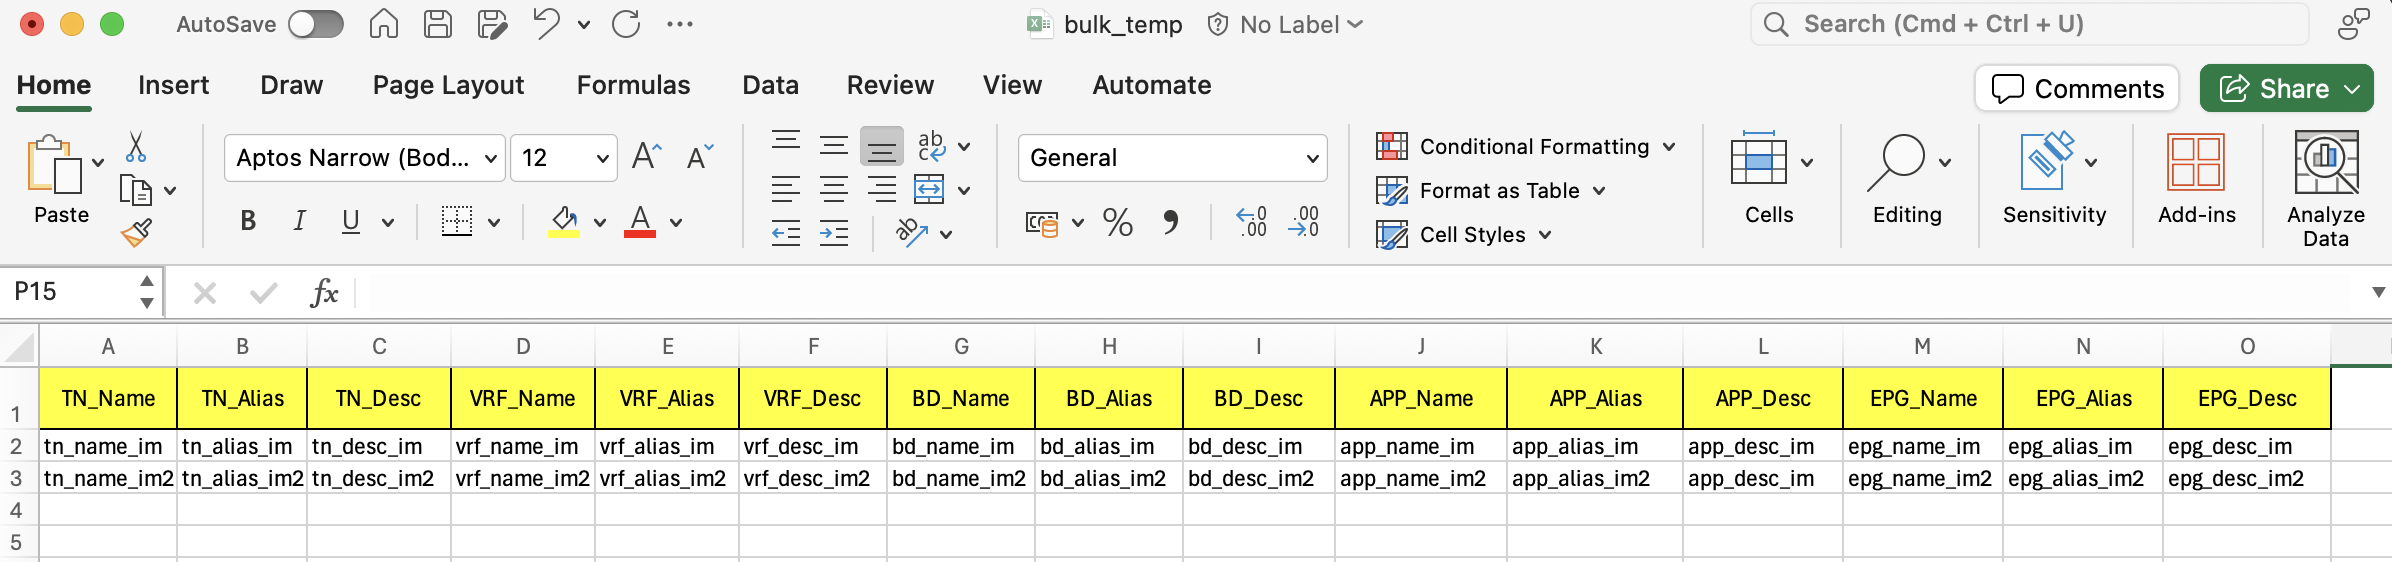 AutoSave bulk_temp No Label Search (Cmd + Ctrl + U)
Home Insert Draw Page Layout Formulas Data Review View Automate Comments Share
Paste
Aptos Narrow (Bod... 12
General
Conditional Formatting
Format as Table
Cell Styles
Cells
Editing
Sensitivity
Add-ins
Analyze
Data
P15 fx
A B C D E F G H I J K L M N O
1 TN_Name TN_Alias TN_Desc VRF_Name VRF_Alias VRF_Desc BD_Name BD_Alias BD_Desc APP_Name APP_Alias APP_Desc EPG_Name EPG_Alias EPG_Desc
2 tn_name_im tn_alias_im tn_desc_im vrf_name_im vrf_alias_im vrf_desc_im bd_name_im bd_alias_im bd_desc_im app_name_im app_alias_im app_desc_im epg_name_im epg_alias_im epg_desc_im
3 tn_name_im2 tn_alias_im2 tn_desc_im2 vrf_name_im2 vrf_alias_im2 vrf_desc_im2 bd_name_im2 bd_alias_im2 bd_desc_im2 app_name_im2 app_alias_im2 app_desc_im epg_name_im2 epg_alias_im2 epg_desc_im2
4
5